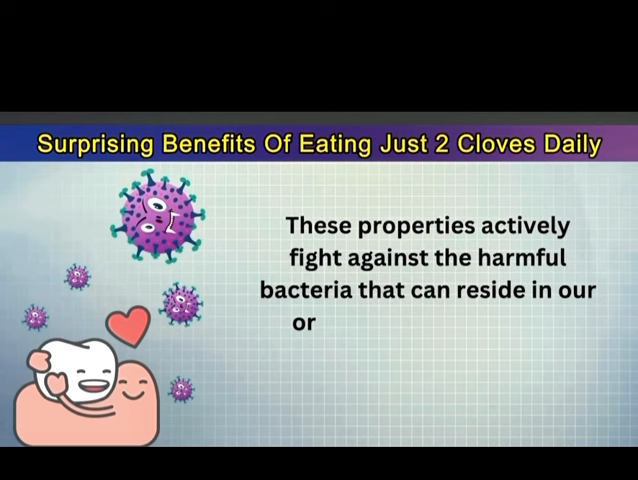 Surprising Benefits Of Eating Just 2 Cloves Daily
These properties actively
fight against the harmful
bacteria that can reside in our
or